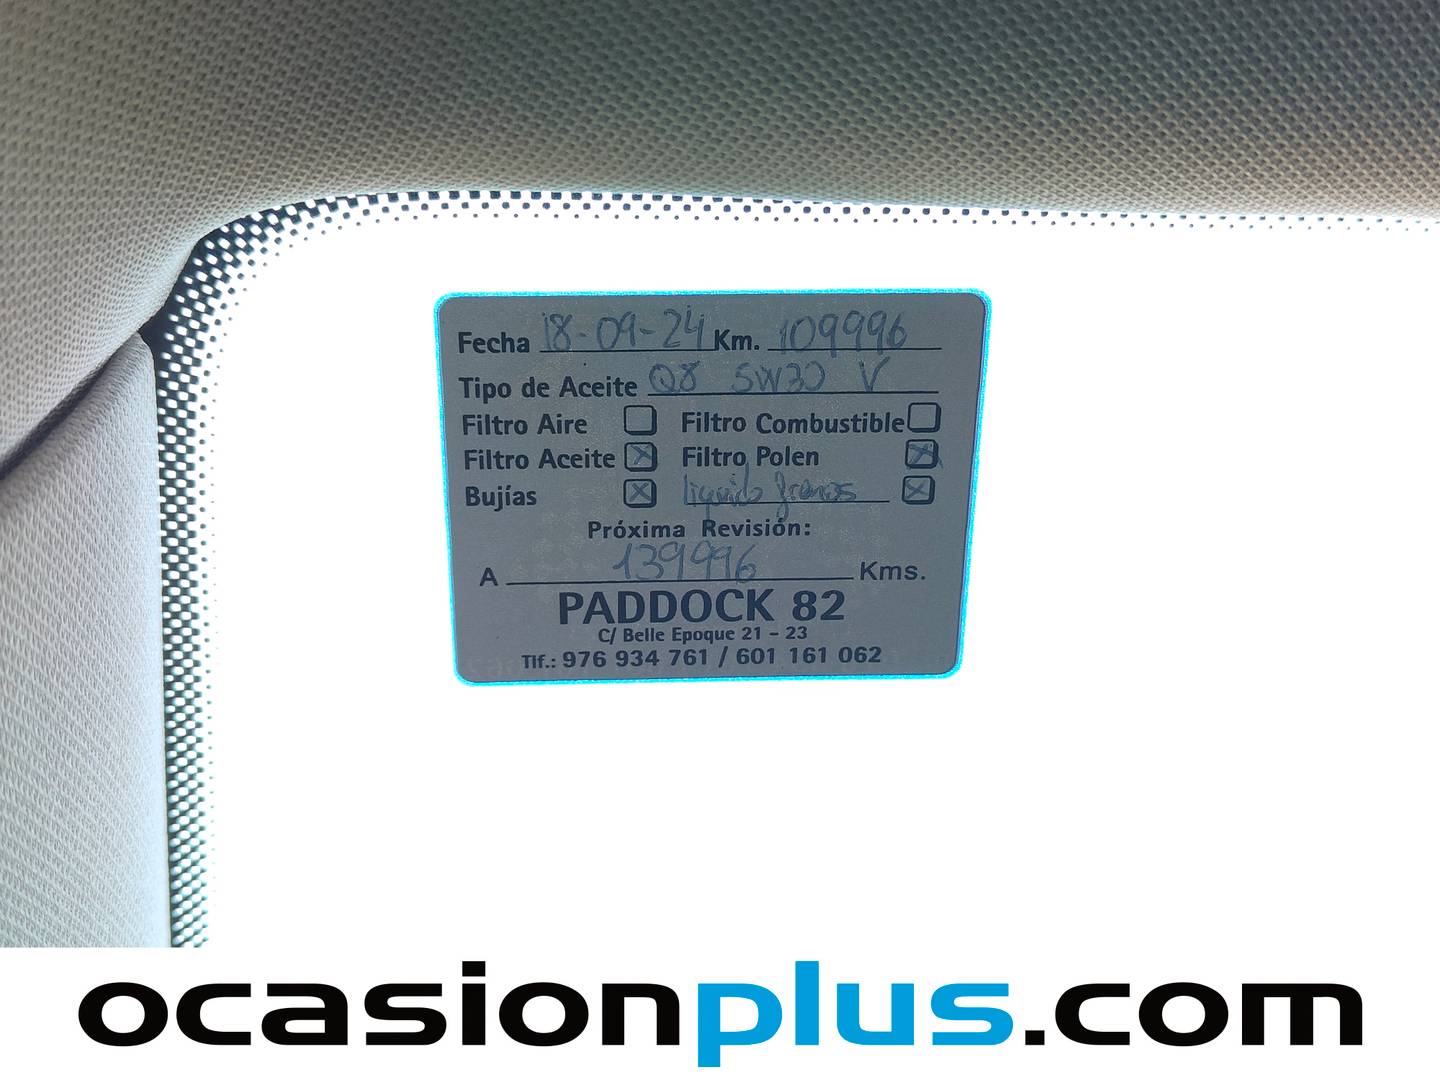 Fecha 18-09-24 Km. 109996
Tipo de Aceite Q8 5W30 V
Filtro Aire Filtro Combustible
Filtro Aceite X Filtro Polen X
Bujías X liquido frenos X
Próxima Revisión:
A 139996 Kms.
PADDOCK 82
C/ Belle Epoque 21 - 23
Tlf.: 976 934 761 / 601 161 062
ocasionplus.com